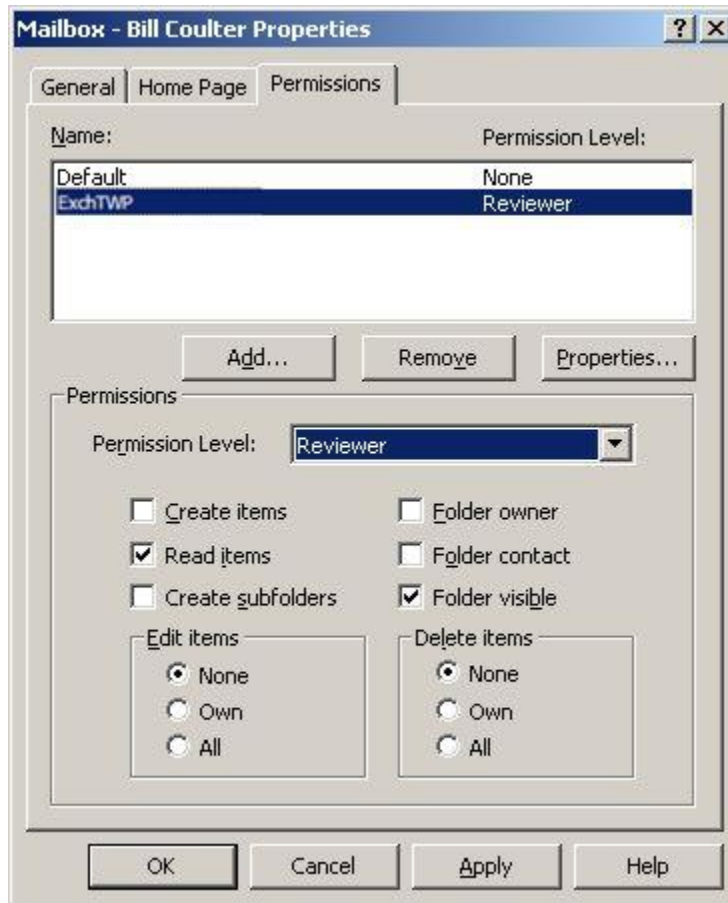 Mailbox - Bill Coulter Properties ? X
General Home Page Permissions
Name: Permission Level:
Default None
ExchTWP Reviewer
Add... Remove Properties...
Permissions
Permission Level: Reviewer
Create items Folder owner
Read items Folder contact
Create subfolders Folder visible
Edit items Delete items
None None
Own Own
All All
OK Cancel Apply Help